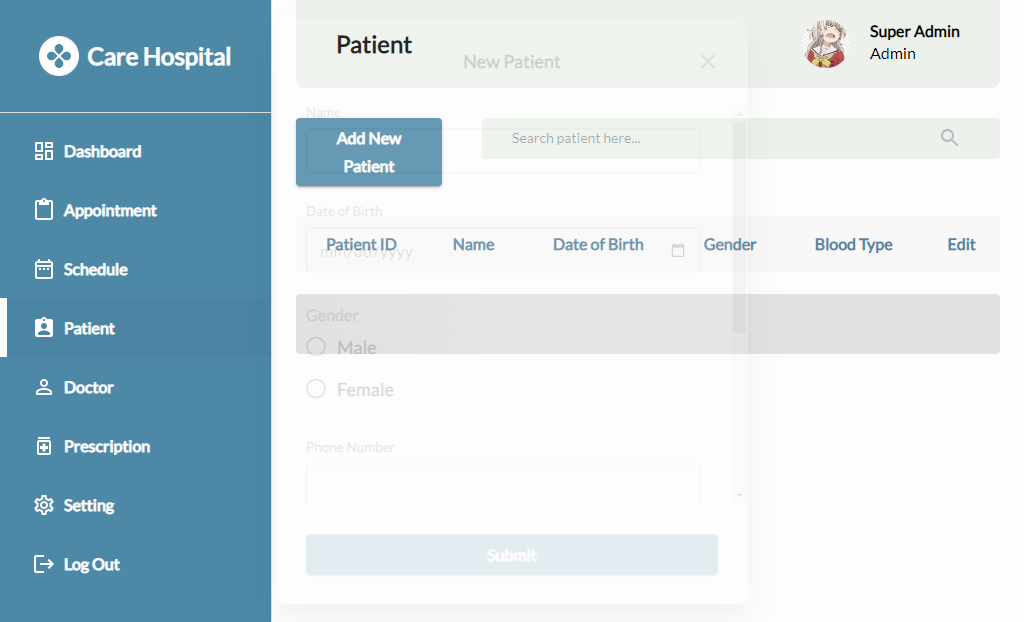 Care Hospital
Dashboard
Appointment
Schedule
Patient
Doctor
Prescription
Setting
Log Out
Patient
Super Admin
Admin
New Patient
Name
Add New
Patient
Search patient here...
Date of Birth
mm/dd/yyyy
Patient ID Name Date of Birth Gender Blood Type Edit
Gender
Male
Female
Phone Number
Submit